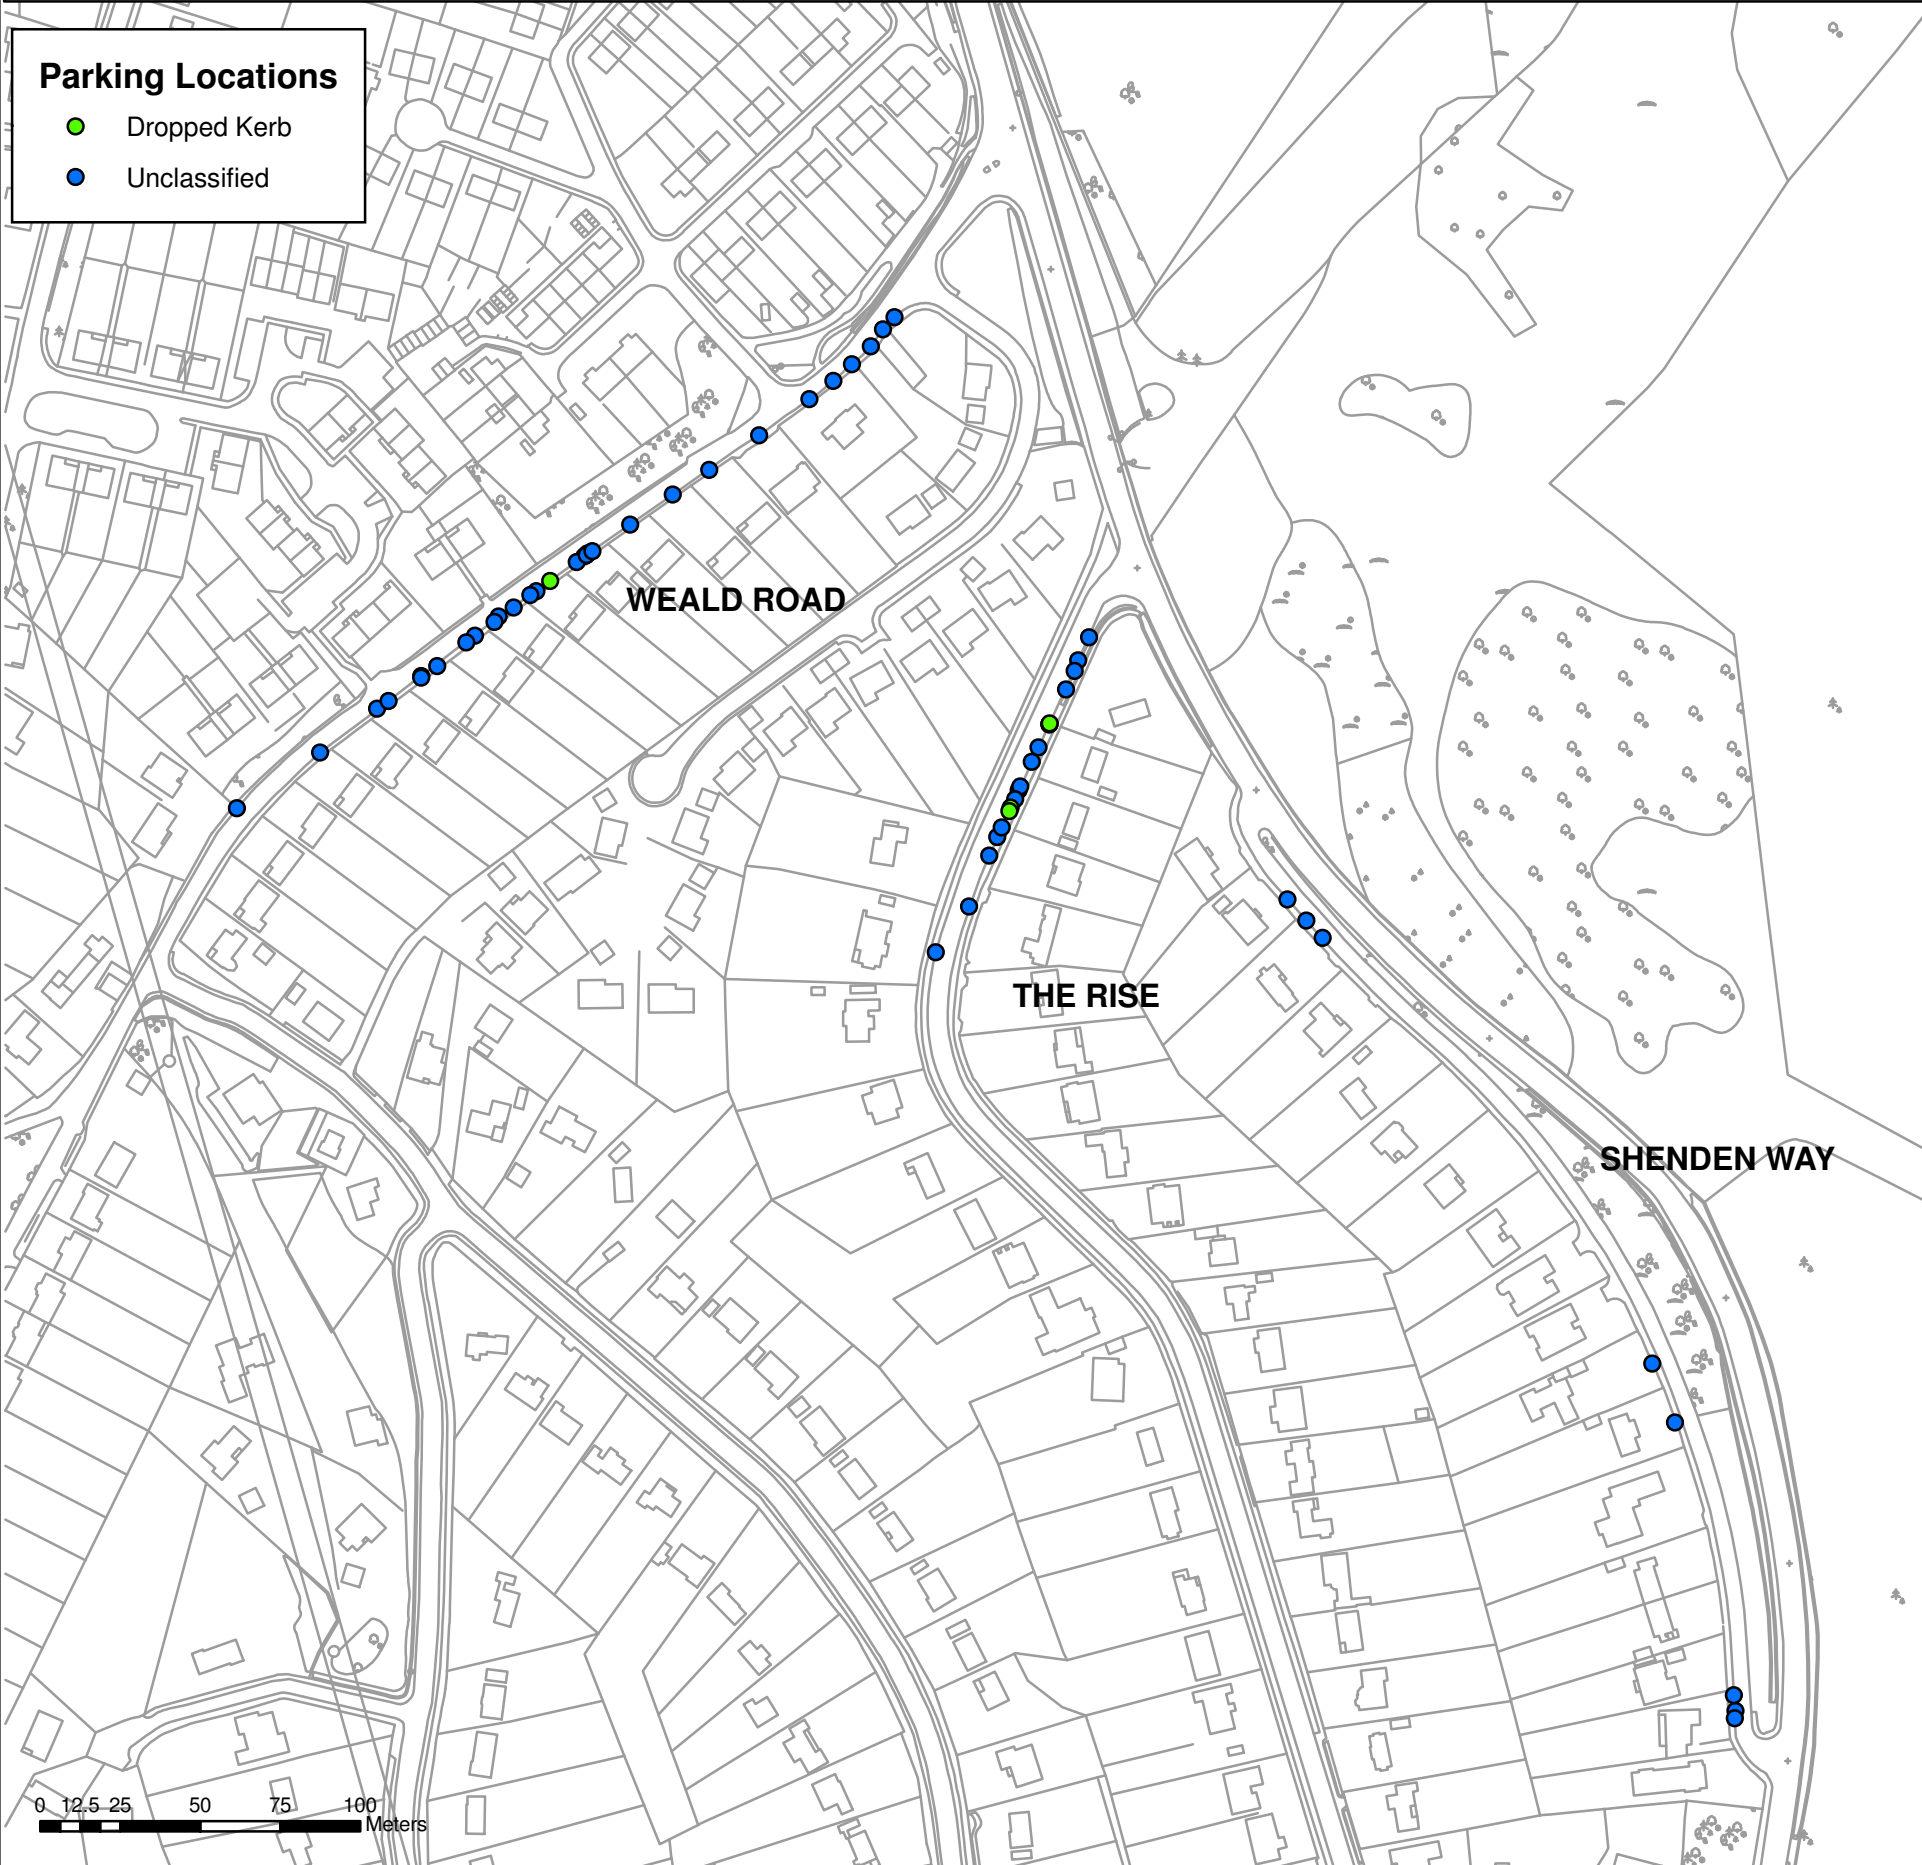 Parking Locations
Dropped Kerb
Unclassified
WEALD ROAD
THE RISE
SHENDEN WAY
0 12.5 25 50 75 100
Meters